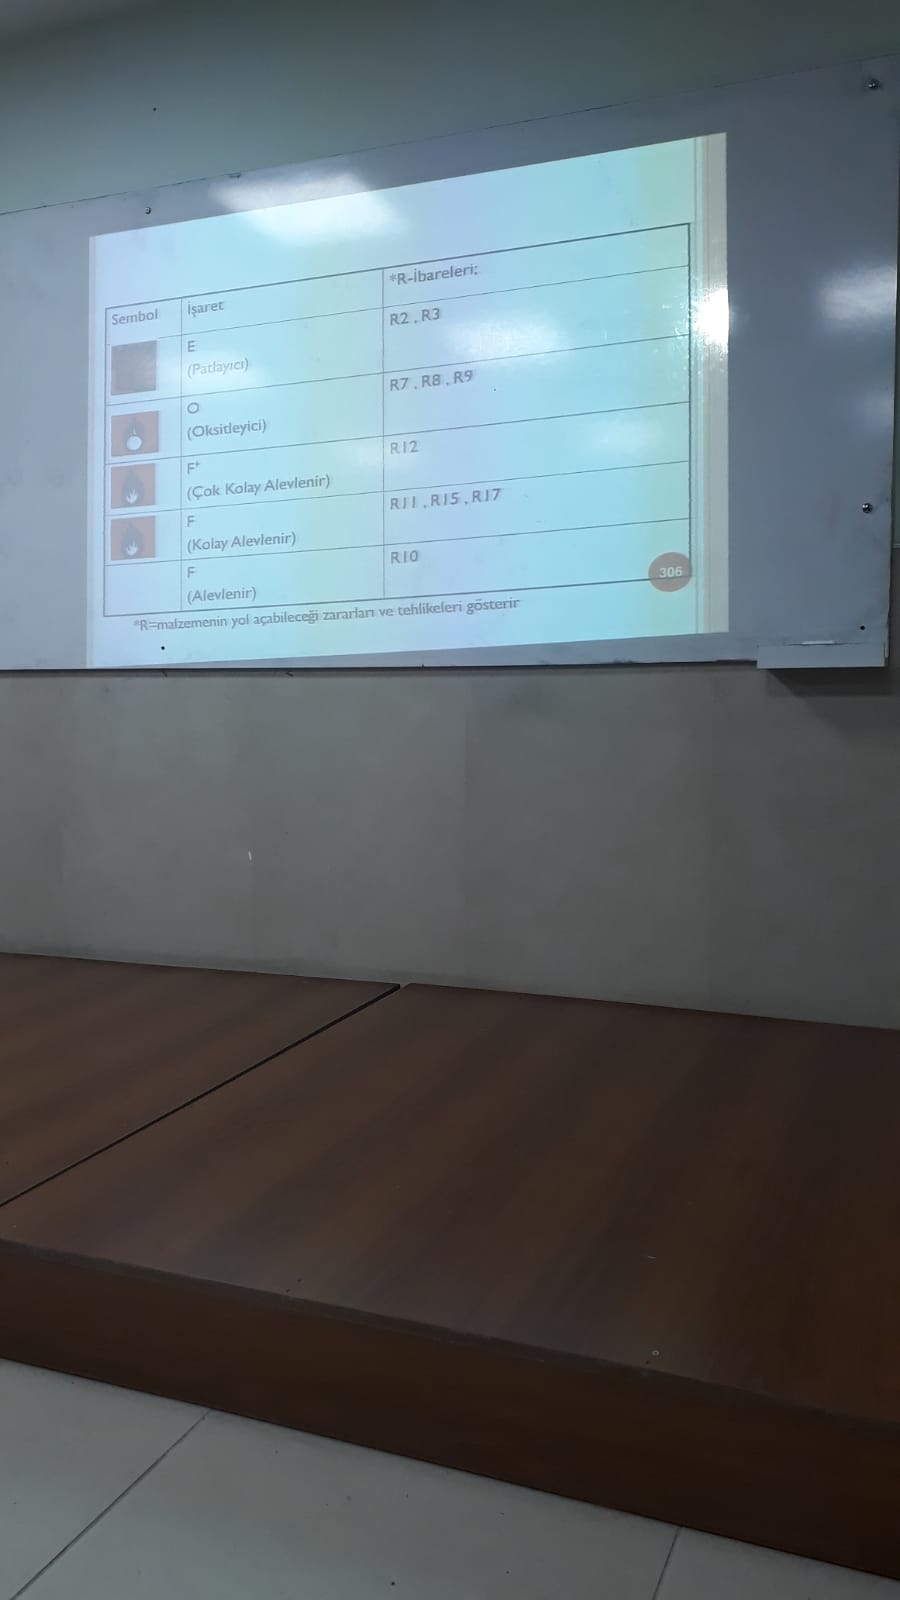 Sembol İşaret *R-İbareleri;
E R2 , R3
(Patlayıcı)
O R7 , R8 , R9
(Oksitleyici)
F+ R12
(Çok Kolay Alevlenir)
F R11 , R15 , R17
(Kolay Alevlenir)
F R10
(Alevlenir)
306
*R=malzemenin yol açabileceği zararları ve tehlikeleri gösterir